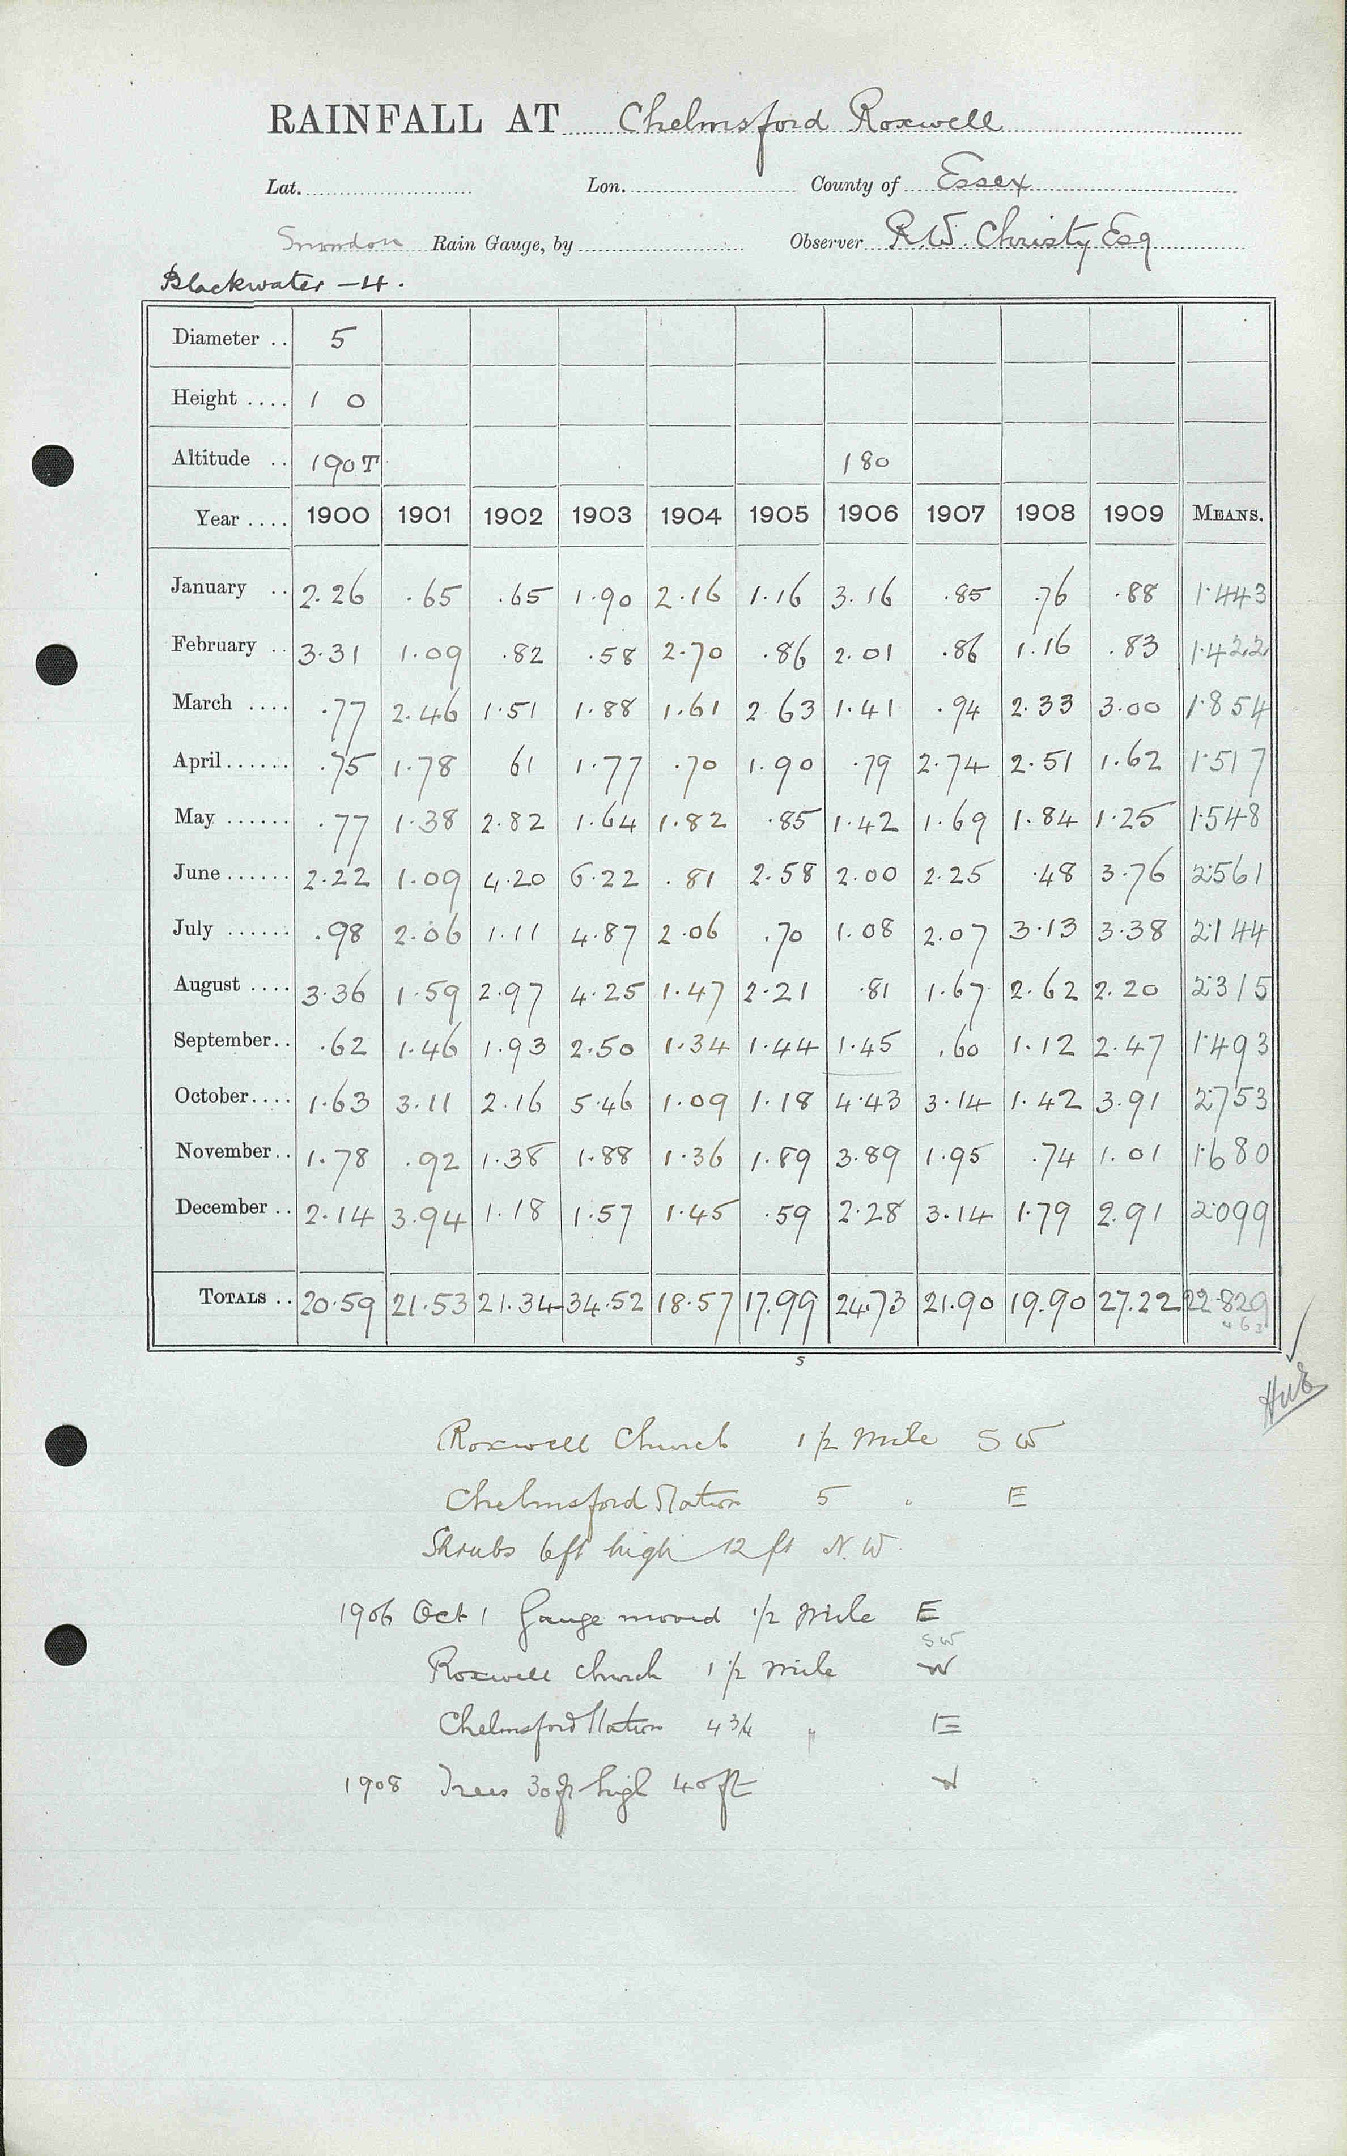 RAINFALL AT Chelmsford Roxwell
Lat. Lon. County of Essex
Snowdon Rain Gauge, by Observer R.W. Christy Esq
Blackwater - 4.
Diameter .. 5
Height .... 1 0
Altitude .. 190T 180
Year .... 1900 1901 1902 1903 1904 1905 1906 1907 1908 1909 MEANS.
January .. 2.26 .65 .65 1.90 2.16 1.16 3.16 .85 .76 .88 1.443
February .. 3.31 1.09 .82 .58 2.70 .86 2.01 .86 1.16 .83 1.422
March .... .77 2.46 1.51 1.88 1.61 2.63 1.41 .94 2.33 3.00 1.854
April...... .75 1.78 61 1.77 .70 1.90 .79 2.74 2.51 1.62 1.517
May ...... .77 1.38 2.82 1.64 1.82 .85 1.42 1.69 1.84 1.25 1.548
June...... 2.22 1.09 4.20 6.22 .81 2.58 2.00 2.25 .48 3.76 2.561
July ...... .98 2.06 1.11 4.87 2.06 .70 1.08 2.07 3.13 3.38 2.144
August .... 3.36 1.59 2.97 4.25 1.47 2.21 .81 1.67 2.62 2.20 2.315
September.. .62 1.46 1.93 2.50 1.34 1.44 1.45 .60 1.12 2.47 1.493
October.... 1.63 3.11 2.16 5.46 1.09 1.18 4.43 3.14 1.42 3.91 2.753
November.. 1.78 .92 1.38 1.88 1.36 1.89 3.89 1.95 .74 1.01 1.680
December .. 2.14 3.94 1.18 1.57 1.45 .59 2.28 3.14 1.79 2.91 2.099
TOTALS .. 20.59 21.53 21.34 34.52 18.57 17.99 24.73 21.90 19.90 27.22 22.829
s
Roxwell Church 1 1/2 mile S W
Chelmsford Station 5 " E
Shrubs 6ft high 12 ft N.W.
1906 Oct 1 Gauge moved 1/2 mile E
SW
Roxwell church 1 1/2 mile W
Chelmsford Station 4 3/4 " E
1908 Trees 30 ft high 40 ft W